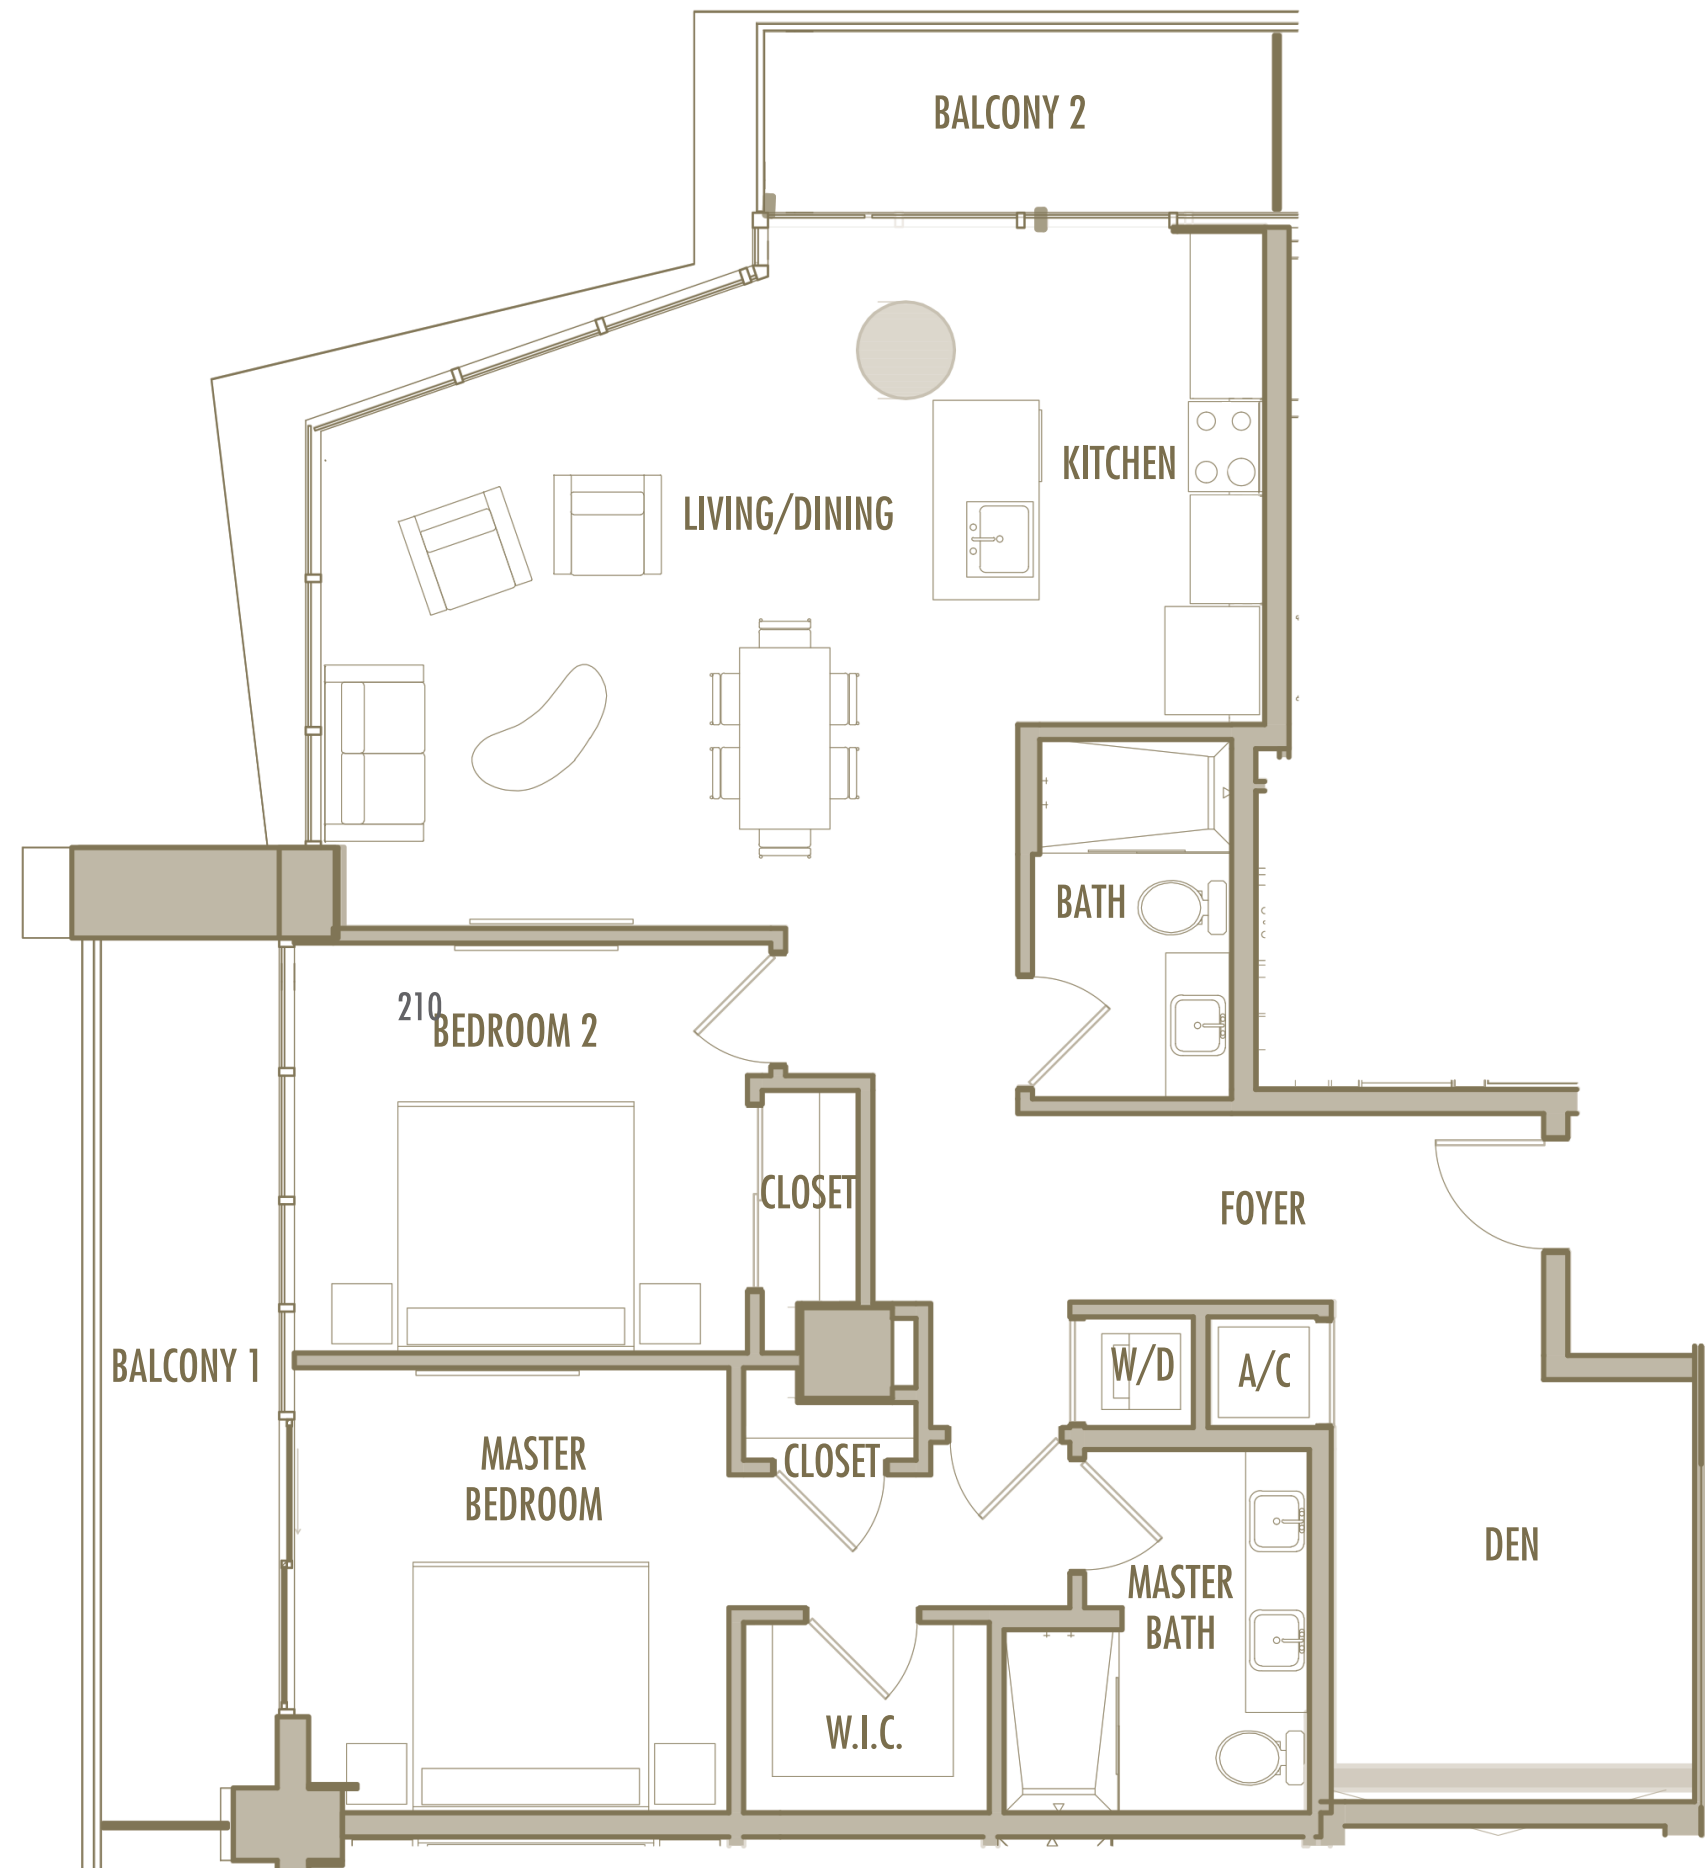 BALCONY 2
KITCHEN
LIVING/DINING
BATH
210
BEDROOM 2
CLOSET
FOYER
BALCONY 1
W/D
A/C
MASTER
BEDROOM
CLOSET
DEN
MASTER
BATH
W.I.C.